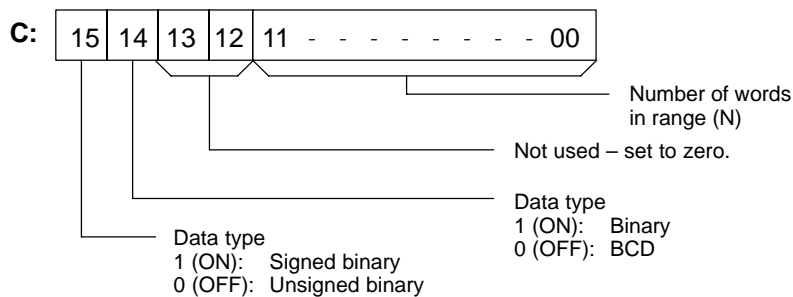 C: 15 14 13 12 11 - - - - - - - - 00
Number of words
in range (N)
Not used – set to zero.
Data type
1 (ON): Binary
0 (OFF): BCD
Data type
1 (ON): Signed binary
0 (OFF): Unsigned binary